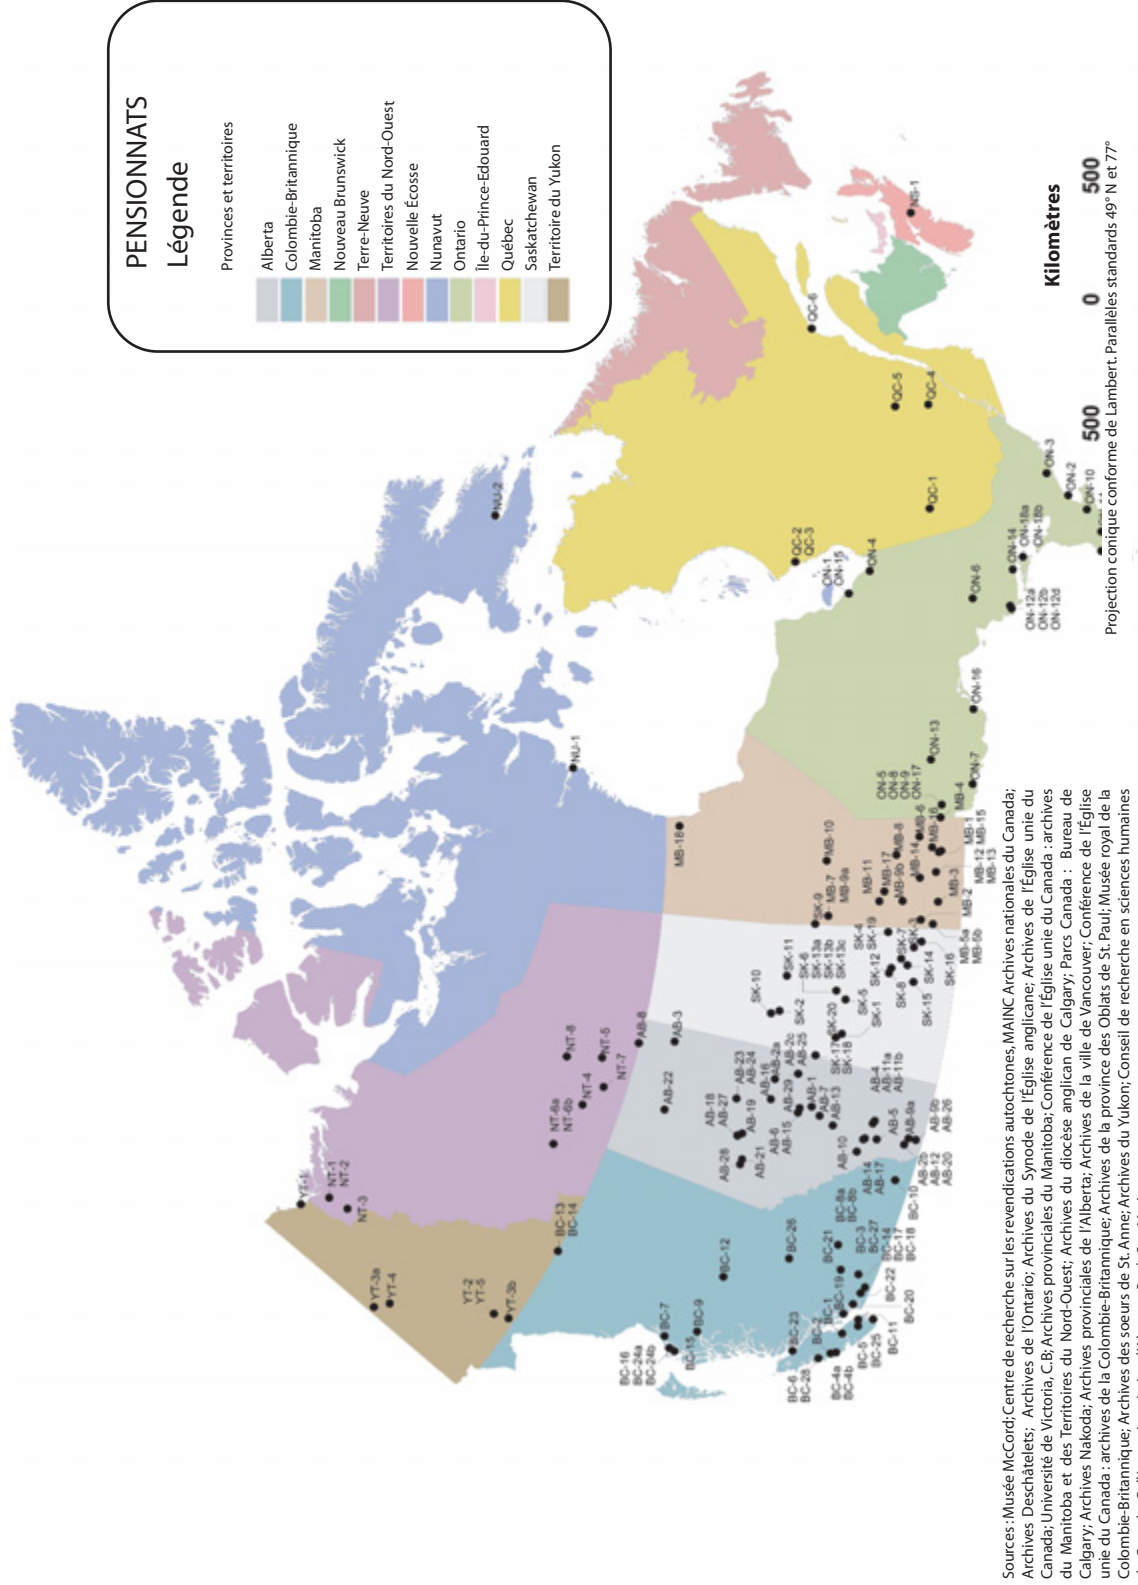 PENSIONNATS
Légende
Provinces et territoires
Alberta
Colombie-Britannique
Manitoba
Nouveau Brunswick
Terre-Neuve
Territoires du Nord-Ouest
Nouvelle Écosse
Nunavut
Ontario
Île-du-Prince-Edouard
Québec
Saskatchewan
Territoire du Yukon
YT-1
YT-3a
YT-4
YT-2
YT-5
YT-3b
NT-1
NT-2
NT-3
NT-6a
NT-6b
NT-4
NT-8
NT-5
NT-7
NU-1
NU-2
BC-13
BC-14
BC-12
BC-26
BC-7
BC-9
BC-15
BC-16
BC-24a
BC-24b
BC-23
BC-6
BC-28
BC-2
BC-1
BC-4a
BC-4b
BC-19
BC-21
BC-8a
BC-8b
BC-3
BC-27
BC-14
BC-17
BC-18
BC-10
BC-5
BC-25
BC-11
BC-22
BC-20
AB-8
AB-3
AB-22
AB-18
AB-27
AB-23
AB-24
AB-19
AB-28
AB-21
AB-16
AB-2a
AB-6
AB-15
AB-29
AB-2c
AB-25
AB-1
AB-7
AB-13
AB-10
AB-14
AB-17
AB-4
AB-11a
AB-11b
AB-5
AB-9a
AB-2b
AB-12
AB-20
AB-9b
AB-26
SK-10
SK-11
SK-2
SK-6
SK-13a
SK-13b
SK-13c
SK-9
SK-20
SK-5
SK-17
SK-18
SK-1
SK-4
SK-19
SK-12
SK-7
SK-3
SK-8
SK-14
SK-15
SK-16
MB-18
MB-10
MB-7
MB-9a
MB-11
MB-17
MB-9b
MB-8
MB-14
MB-6
MB-16
MB-4
MB-1
MB-15
MB-12
MB-13
MB-3
MB-2
MB-5a
MB-5b
ON-5
ON-8
ON-9
ON-17
ON-13
ON-7
ON-16
ON-6
ON-1
ON-15
ON-4
ON-12a
ON-12b
ON-12d
ON-14
ON-18a
ON-18b
ON-3
ON-2
ON-10
QC-2
QC-3
QC-1
QC-5
QC-4
QC-6
NS-1
Kilomètres
500 0 500
Projection conique conforme de Lambert. Parallèles standards 49° N et 77°
Sources : Musée McCord; Centre de recherche sur les revendications autochtones, MAINC Archives nationales du Canada;
Archives Deschâtelets; Archives de l'Ontario; Archives du Synode de l'Église anglicane; Archives de l'Église unie du
Canada; Université de Victoria, C.B; Archives provinciales du Manitoba; Conférence de l'Église unie du Canada : archives
du Manitoba et des Territoires du Nord-Ouest; Archives du diocèse anglican de Calgary; Parcs Canada : Bureau de
Calgary; Archives Nakoda; Archives provinciales de l'Alberta; Archives de la ville de Vancouver; Conférence de l'Église
unie du Canada : archives de la Colombie-Britannique; Archives de la province des Oblats de St. Paul; Musée royal de la
Colombie-Britannique; Archives des soeurs de St. Anne; Archives du Yukon; Conseil de recherche en sciences humaines